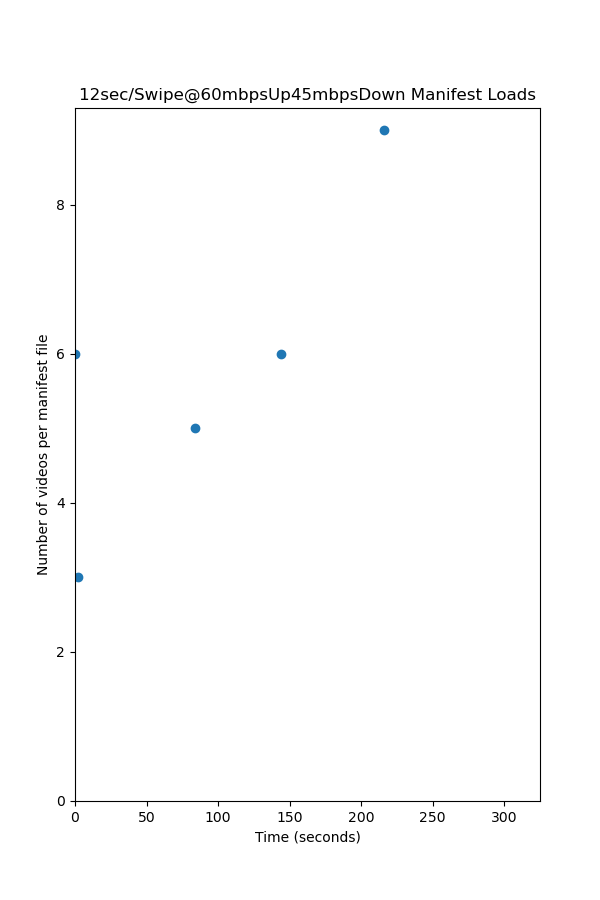 12sec/Swipe@60mbpsUp45mbpsDown Manifest Loads
Number of videos per manifest file
8
6
4
2
0
0 50 100 150 200 250 300
Time (seconds)